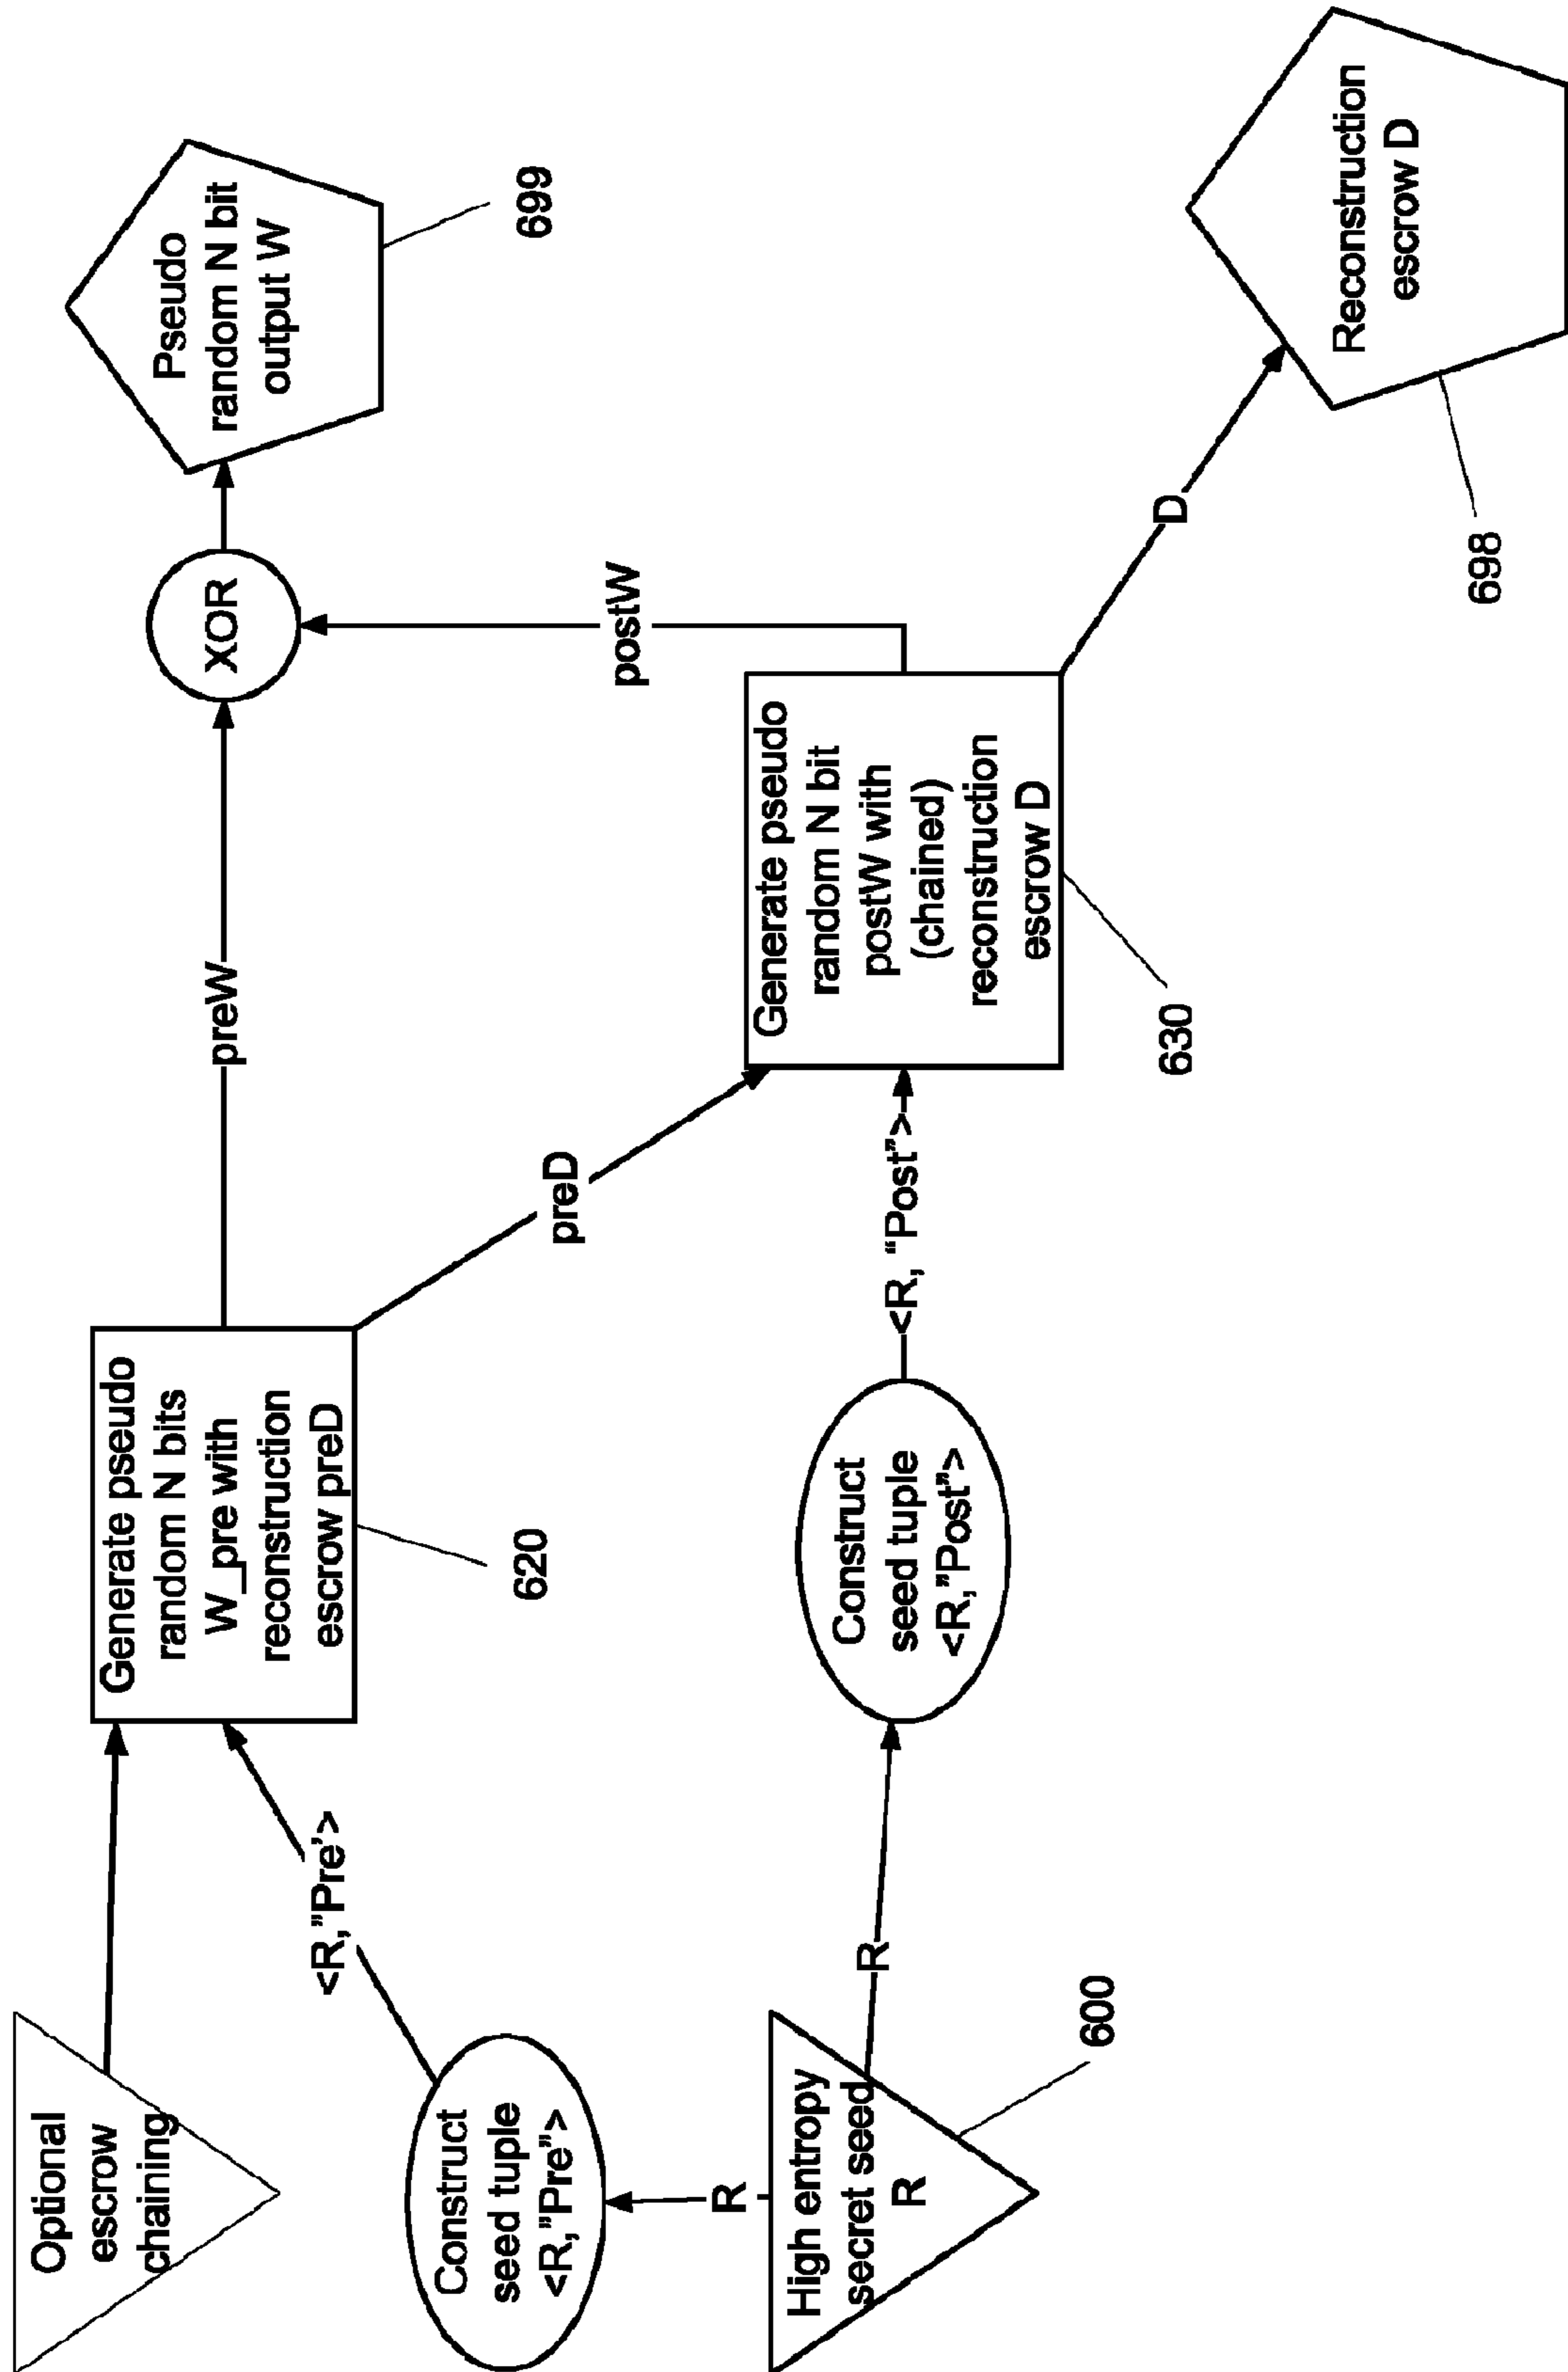 Optional
escrow
chaining
Construct
seed tuple
<R,"Pre">
<R,"Pre'>
R
High entropy
secret seed
R
600
R
Generate pseudo
random N bits
W_pre with
reconstruction
escrow preD
620
Construct
seed tuple
<R,"Post">
<R, "Post">
preW
preD
Generate pseudo
random N bit
postW with
(chained)
reconstruction
escrow D
630
postW
XOR
D
Pseudo
random N bit
output W
699
Reconstruction
escrow D
698